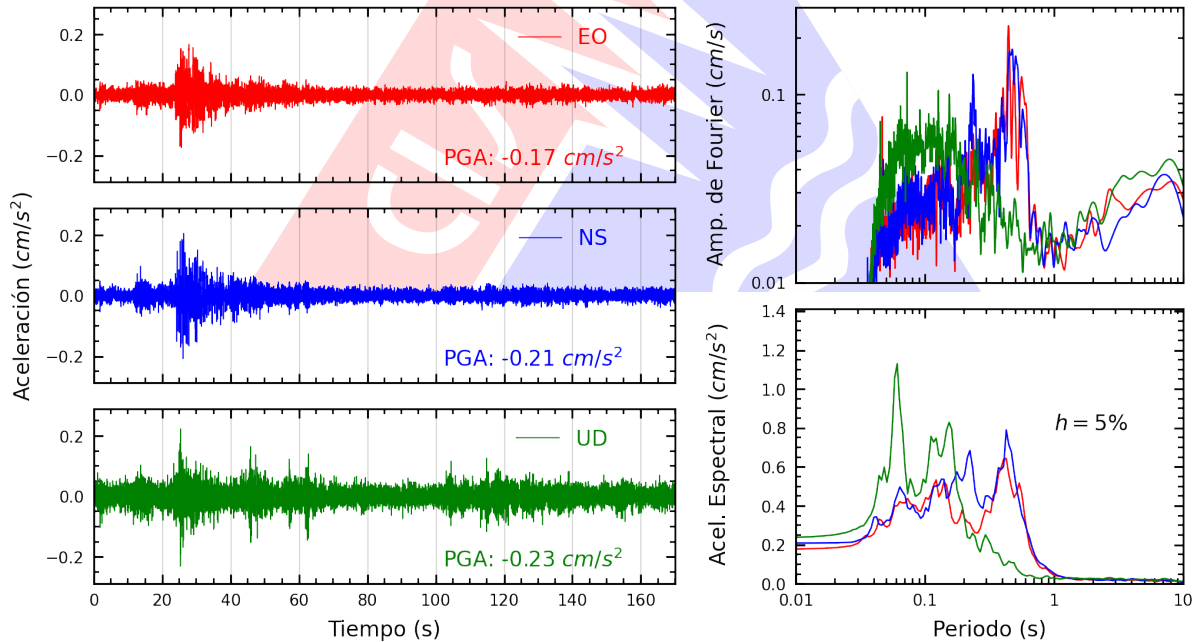 Aceleración (cm/s²)
0.2
0.0
−0.2
EO
PGA: -0.17 cm/s²
0.2
0.0
−0.2
NS
PGA: -0.21 cm/s²
0.2
0.0
−0.2
UD
PGA: -0.23 cm/s²
0 20 40 60 80 100 120 140 160
Tiempo (s)
Amp. de Fourier (cm/s)
0.1
0.01
Acel. Espectral (cm/s²)
1.4
1.2
1.0
0.8
0.6
0.4
0.2
0.0
h = 5%
0.01 0.1 1 10
Periodo (s)